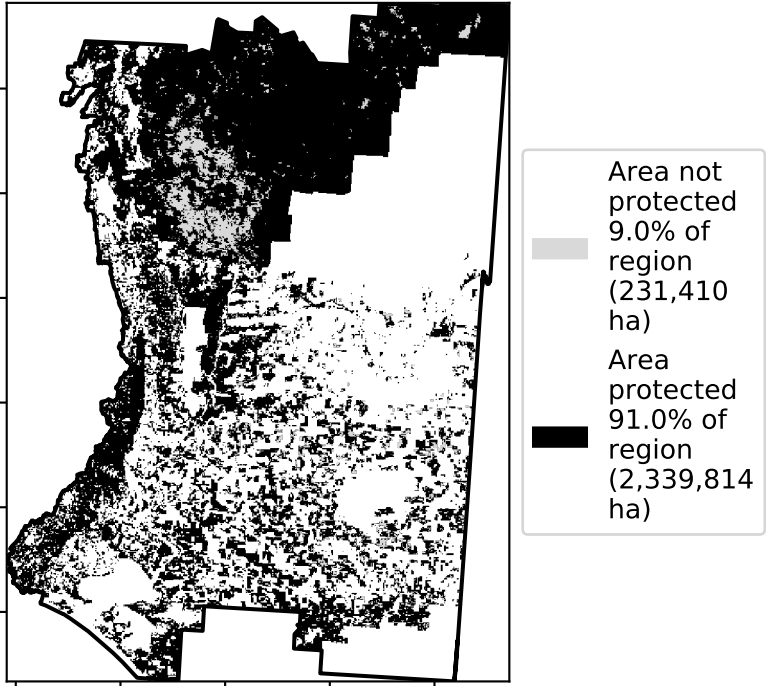 Area not
protected
9.0% of
region
(231,410
ha)
Area
protected
91.0% of
region
(2,339,814
ha)